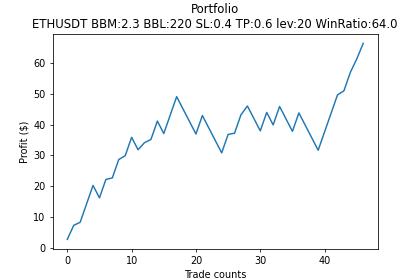 Portfolio
ETHUSDT BBM:2.3 BBL:220 SL:0.4 TP:0.6 lev:20 WinRatio:64.0
60
50
40
30
20
10
0
Profit ($)
0 10 20 30 40
Trade counts